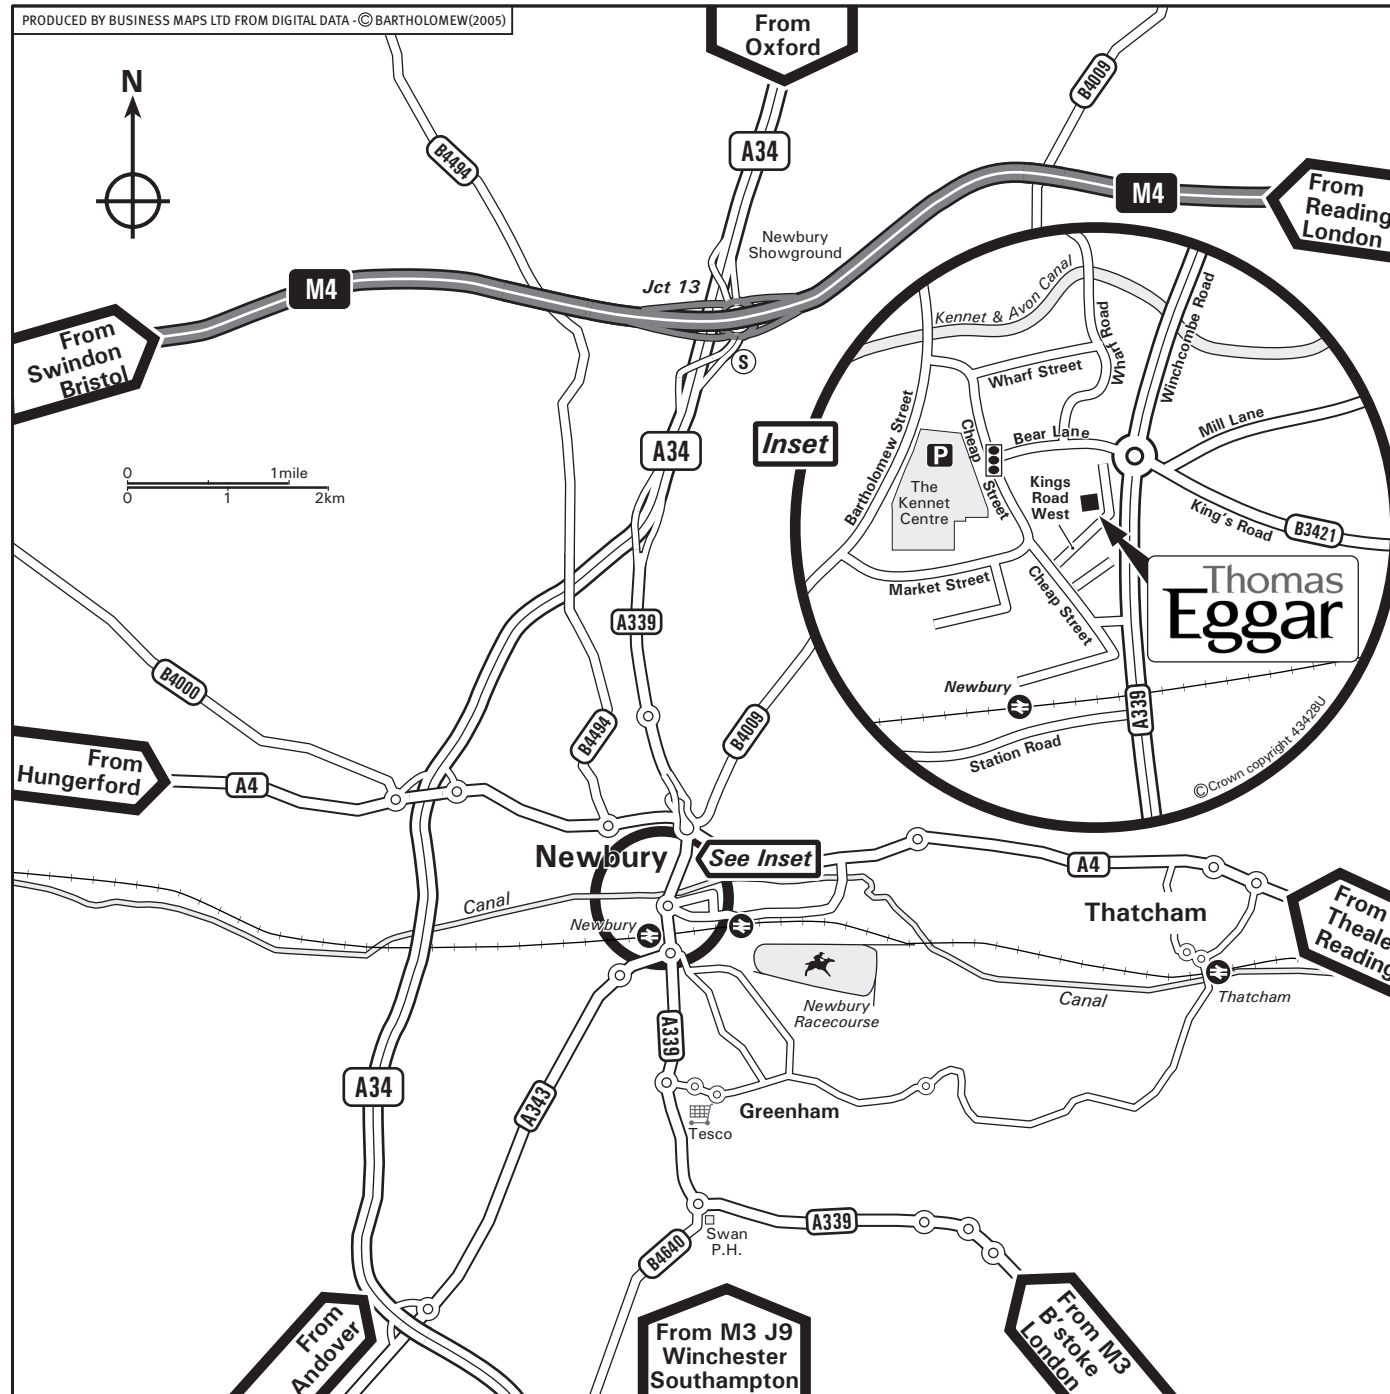 PRODUCED BY BUSINESS MAPS LTD FROM DIGITAL DATA - © BARTHOLOMEW(2005)
From
Oxford
N
B4009
B4494
A34
M4
From
Reading
London
Newbury
Showground
Jct 13
M4
From
Swindon
Bristol
S
Kennet & Avon Canal
Wharf Road
Winchcombe Road
Wharf Street
Bartholomew Street
Inset
A34
Cheap
Street
Bear Lane
Mill Lane
P
The
Kennet
Centre
Kings
Road
West
King's Road
B3421
0 1mile
0 1 2km
Market Street
Cheap Street
Thomas
Eggar
A339
Newbury
A339
Station Road
© Crown copyright 43428U
B4000
B4494
B4009
From
Hungerford
A4
Newbury
See Inset
A4
Canal
Newbury
Thatcham
From
Theale
Reading
Newbury
Racecourse
Canal
Thatcham
A339
A34
A343
Greenham
Tesco
A339
Swan
P.H.
B4640
From
Andover
From M3 J9
Winchester
Southampton
From M3
B'stoke
London